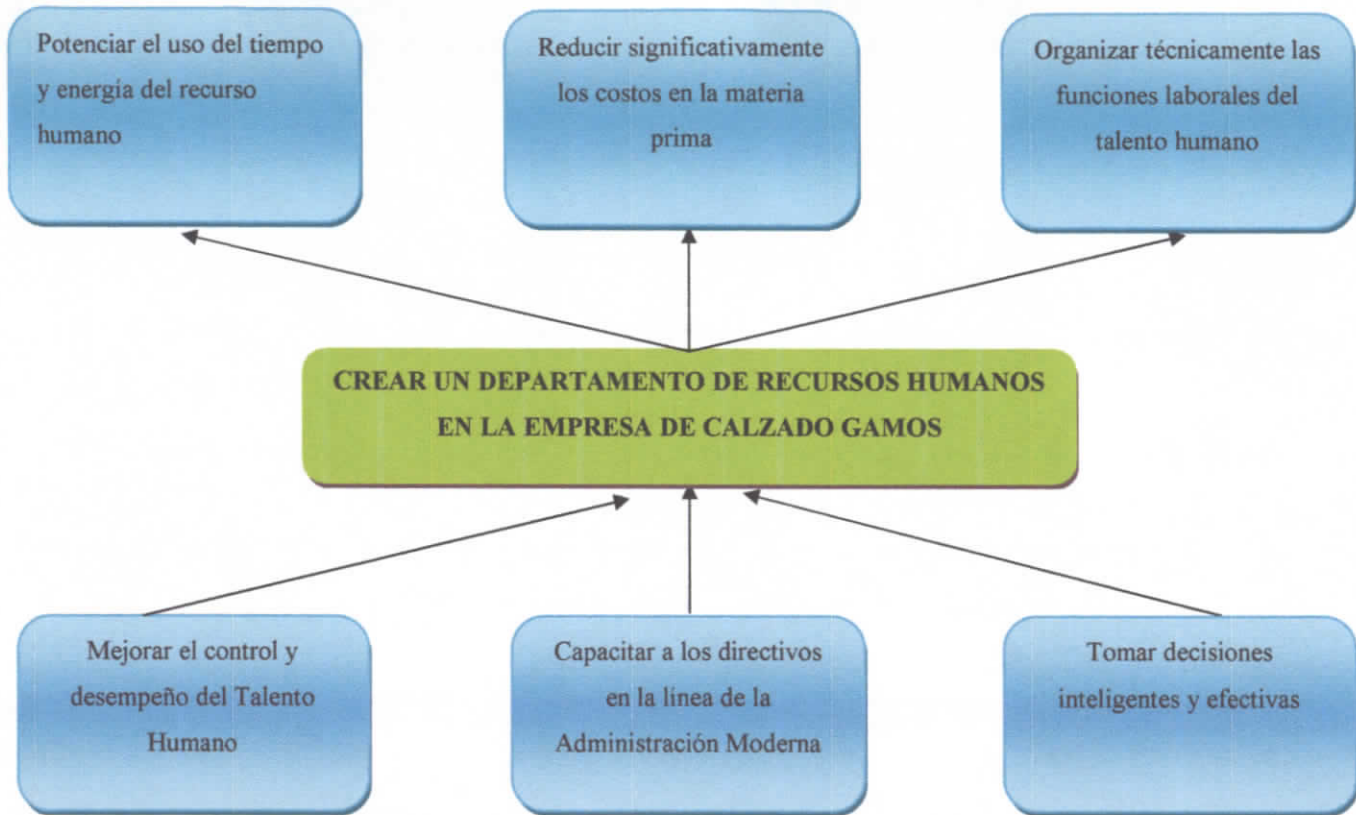 Potenciar el uso del tiempo
y energía del recurso
humano
Reducir significativamente
los costos en la materia
prima
Organizar técnicamente las
funciones laborales del
talento humano
CREAR UN DEPARTAMENTO DE RECURSOS HUMANOS
EN LA EMPRESA DE CALZADO GAMOS
Mejorar el control y
desempeño del Talento
Humano
Capacitar a los directivos
en la línea de la
Administración Moderna
Tomar decisiones
inteligentes y efectivas